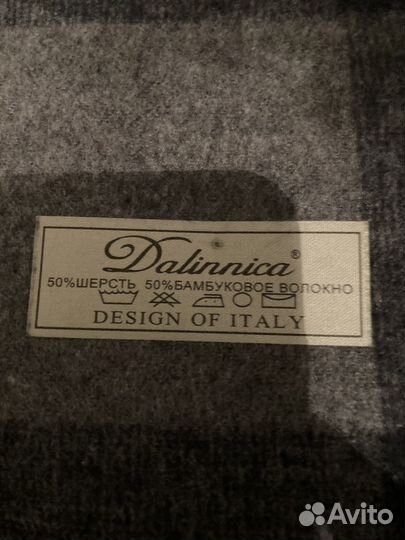 Dalinnica®
50%ШЕРСТЬ 50%БАМБУКОВОЕ ВОЛОКНО
DESIGN OF ITALY
Avito